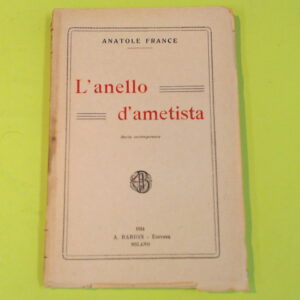 ANATOLE FRANCE
L'anello
d'ametista
Storia contemporanea
1924
A. BARION - EDITORE
MILANO